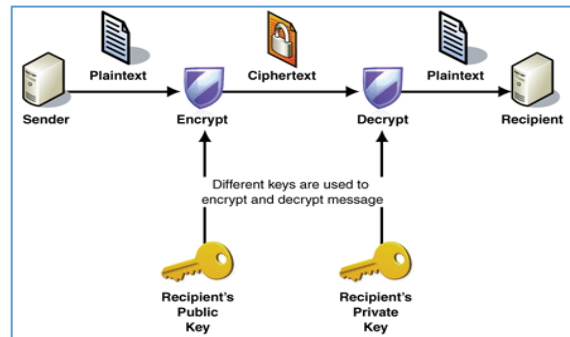 Plaintext
Ciphertext
Plaintext
Sender
Encrypt
Decrypt
Recipient
Different keys are used to
encrypt and decrypt message
Recipient's
Public
Key
Recipient's
Private
Key